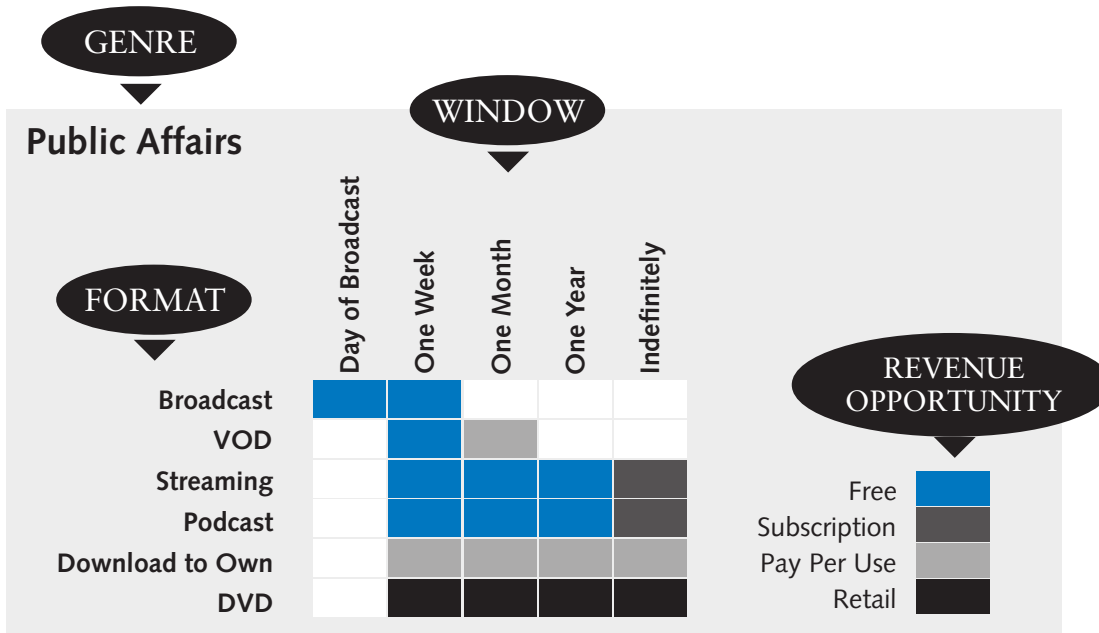 GENRE
WINDOW
Public Affairs
Day of Broadcast
One Week
One Month
One Year
Indefinitely
FORMAT
REVENUE
OPPORTUNITY
Broadcast
VOD
Streaming
Podcast
Download to Own
DVD
Free
Subscription
Pay Per Use
Retail